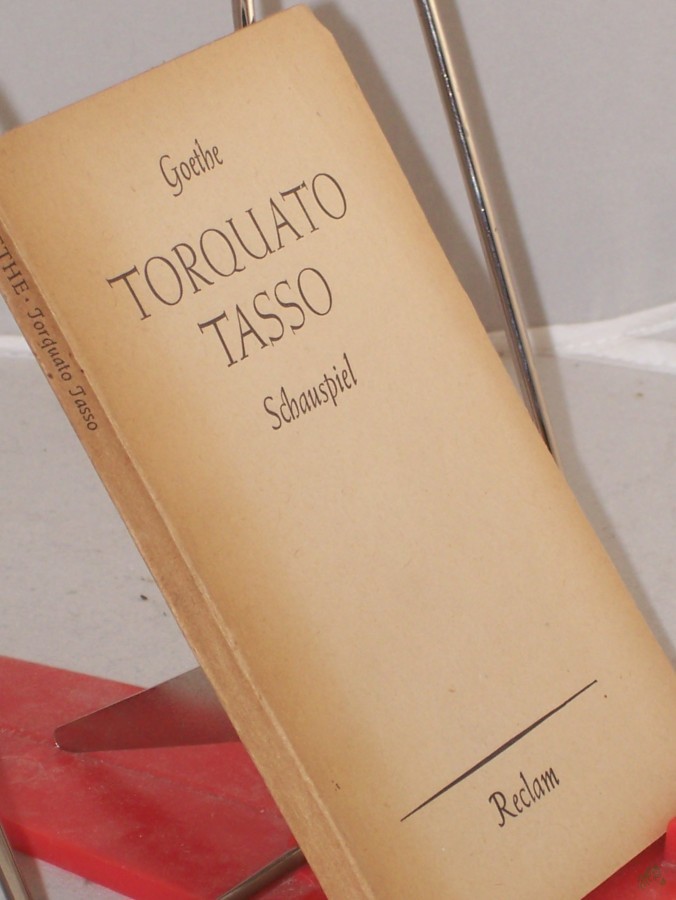 Goethe
TORQUATO
TASSO
Schauspiel
Reclam
THE · Torquato Tasso